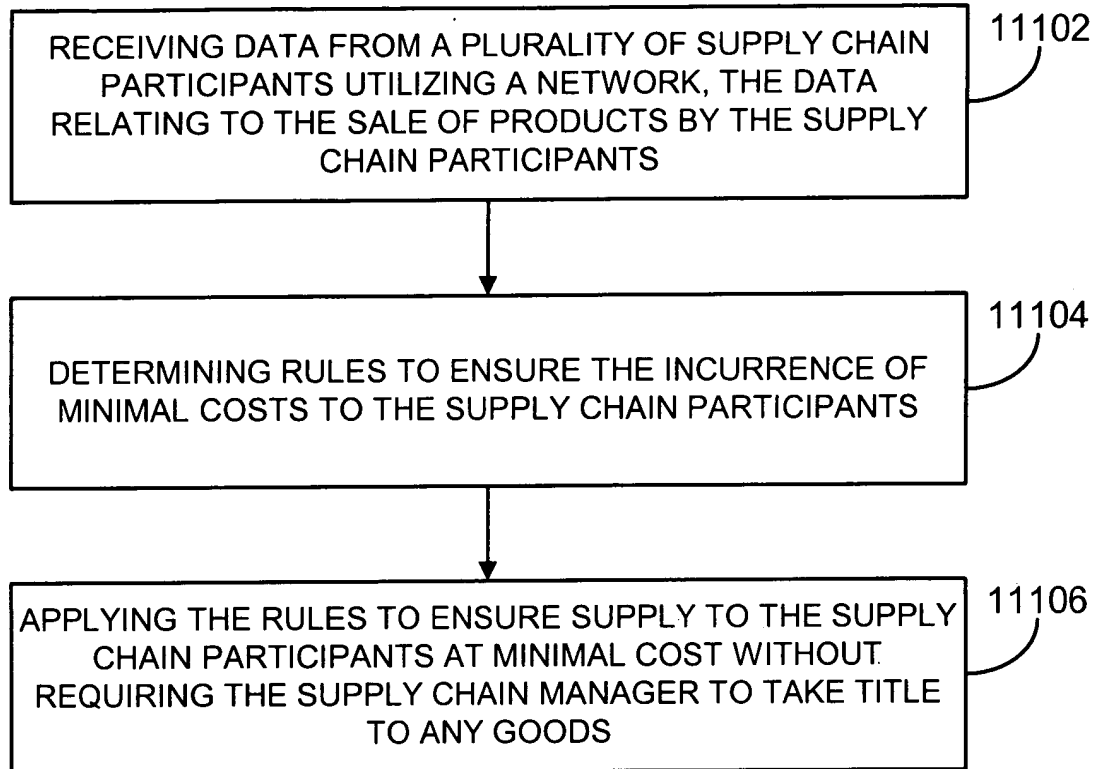 RECEIVING DATA FROM A PLURALITY OF SUPPLY CHAIN
PARTICIPANTS UTILIZING A NETWORK, THE DATA
RELATING TO THE SALE OF PRODUCTS BY THE SUPPLY
CHAIN PARTICIPANTS
11102
DETERMINING RULES TO ENSURE THE INCURRENCE OF
MINIMAL COSTS TO THE SUPPLY CHAIN PARTICIPANTS
11104
APPLYING THE RULES TO ENSURE SUPPLY TO THE SUPPLY
CHAIN PARTICIPANTS AT MINIMAL COST WITHOUT
REQUIRING THE SUPPLY CHAIN MANAGER TO TAKE TITLE
TO ANY GOODS
11106